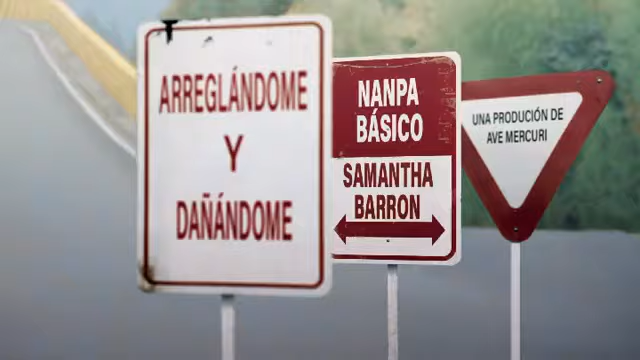 ARREGLÁNDOME
Y
DAÑÁNDOME
NANPA
BÁSICO
SAMANTHA
BARRON
UNA PRODUCIÓN DE
AVE MERCURI